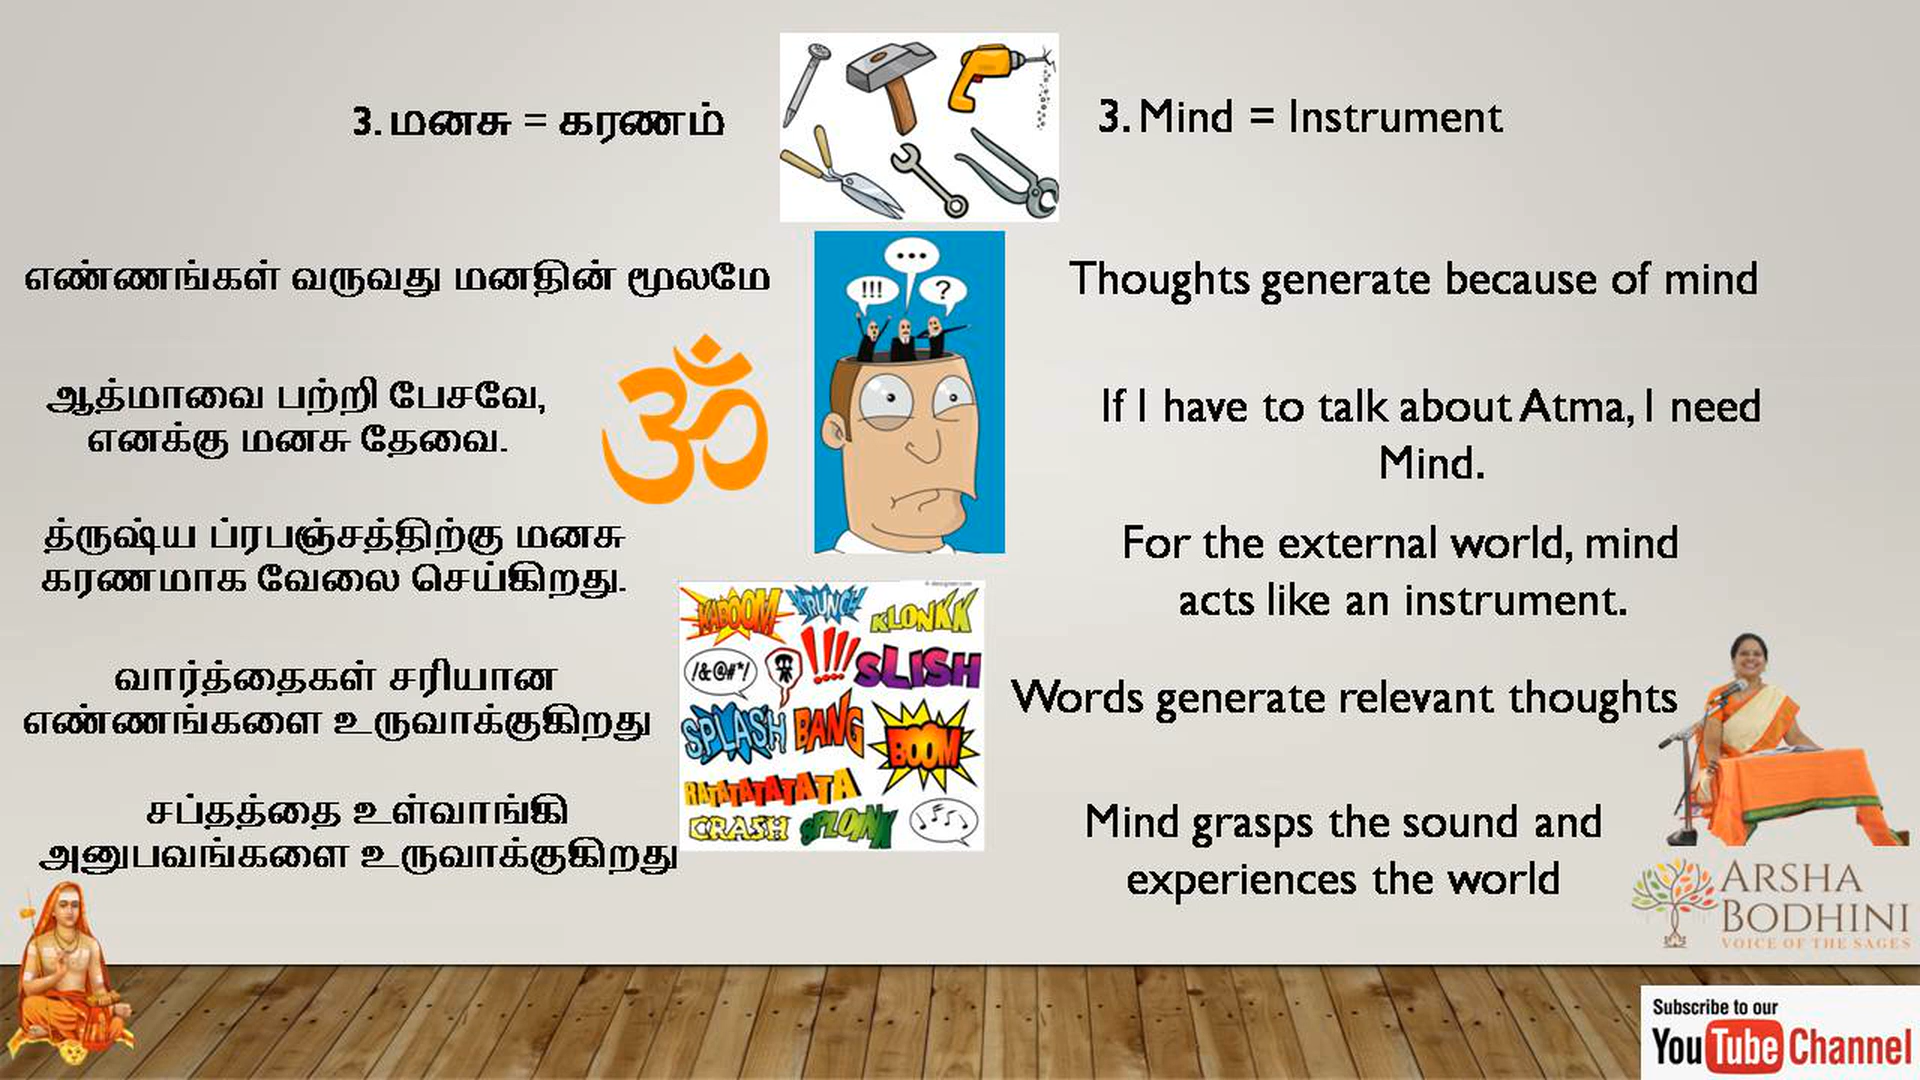 3. மனசு = கரணம்
3. Mind = Instrument
எண்ணங்கள் வருவது மனதின் மூலமே
... !!! ?
Thoughts generate because of mind
ஆத்மாவை பற்றி பேசவே,
எனக்கு மனசு தேவை.
ॐ
If I have to talk about Atma, I need
Mind.
த்ருஷ்ய ப்ரபஞ்சத்திற்கு மனசு
கரணமாக வேலை செய்கிறது.
For the external world, mind
acts like an instrument.
வார்த்தைகள் சரியான
எண்ணங்களை உருவாக்குகிறது
KABOOM! KRUNCH KLONKK
!&@#*! !!!! SLISH
SPLASH BANG BOOM
RATATATATATA
CRASH SPLOINK
Words generate relevant thoughts
சப்தத்தை உள்வாங்கி
அனுபவங்களை உருவாக்குகிறது
Mind grasps the sound and
experiences the world
ARSHA
BODHINI
VOICE OF THE SAGES
Subscribe to our
YouTube Channel